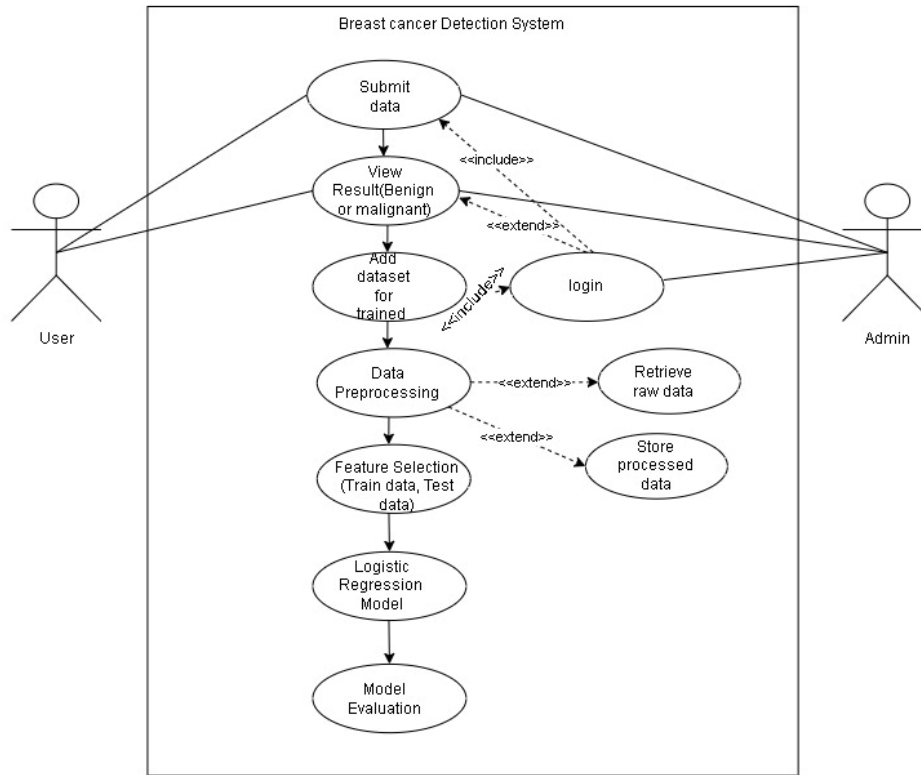 Breast cancer Detection System
Submit
data
<<include>>
View
Result(Benign
or malignant)
<<extend>>
Add
dataset
for
trained
<<include>>
login
User
Admin
Data
Preprocessing
<<extend>>
Retrieve
raw data
<<extend>>
Store
processed
data
Feature Selection
(Train data, Test
data)
Logistic
Regression
Model
Model
Evaluation